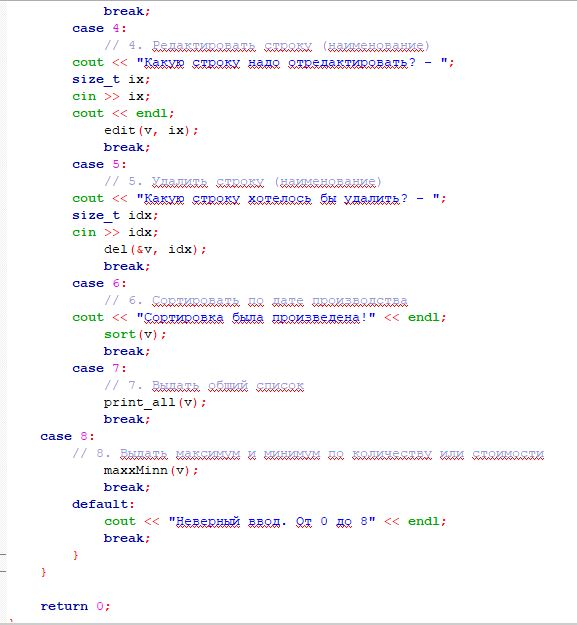 break;
case 4:
// 4. Редактировать строку (наименование)
cout << "Какую строку надо отредактировать? - ";
size_t ix;
cin >> ix;
cout << endl;
edit(v, ix);
break;
case 5:
// 5. Удалить строку (наименование)
cout << "Какую строку хотелось бы удалить? - ";
size_t idx;
cin >> idx;
del(&v, idx);
break;
case 6:
// 6. Сортировать по дате производства
cout << "Сортировка была произведена!" << endl;
sort(v);
break;
case 7:
// 7. Выдать общий список
print_all(v);
break;
case 8:
// 8. Выдать максимум и минимум по количеству или стоимости
maxxMinn(v);
break;
default:
cout << "Неверный ввод. От 0 до 8" << endl;
break;
}
}
return 0;